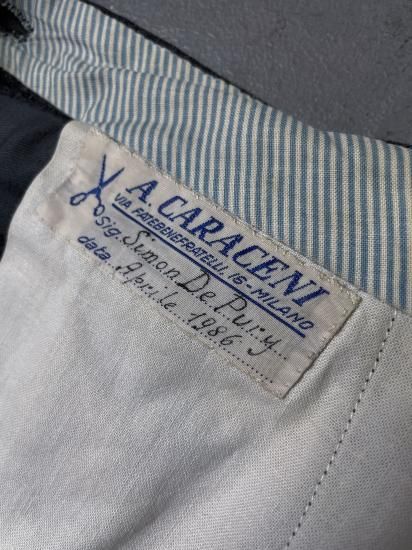 A. CARACENI
VIA FATEBENEFRATELLI, 16 - MILANO
Sig. Simon De Pury
data Aprile 1986